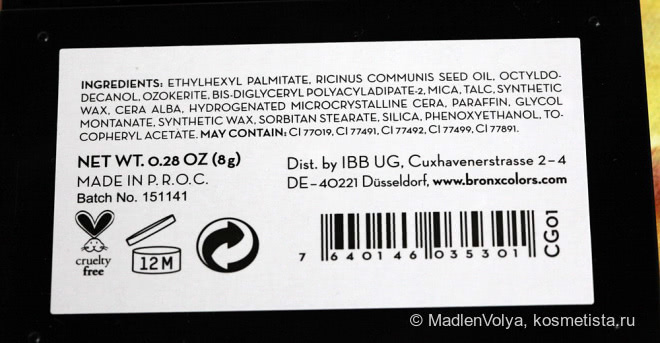 INGREDIENTS: ETHYLHEXYL PALMITATE, RICINUS COMMUNIS SEED OIL, OCTYLDO-
DECANOL, OZOKERITE, BIS-DIGLYCERYL POLYACYLADIPATE-2, MICA, TALC, SYNTHETIC
WAX, CERA ALBA, HYDROGENATED MICROCRYSTALLINE CERA, PARAFFIN, GLYCOL
MONTANATE, SYNTHETIC WAX, SORBITAN STEARATE, SILICA, PHENOXYETHANOL, TO-
COPHERYL ACETATE. MAY CONTAIN: CI 77019, CI 77491, CI 77492, CI 77499, CI 77891.
NET WT. 0.28 OZ (8g)
MADE IN P.R.O.C.
Batch No. 151141
Dist. by IBB UG, Cuxhavenerstrasse 2–4
DE–40221 Düsseldorf, www.bronxcolors.com
cruelty
free
12M
7 640146 035301
CG01
© MadlenVolya, kosmetista.ru